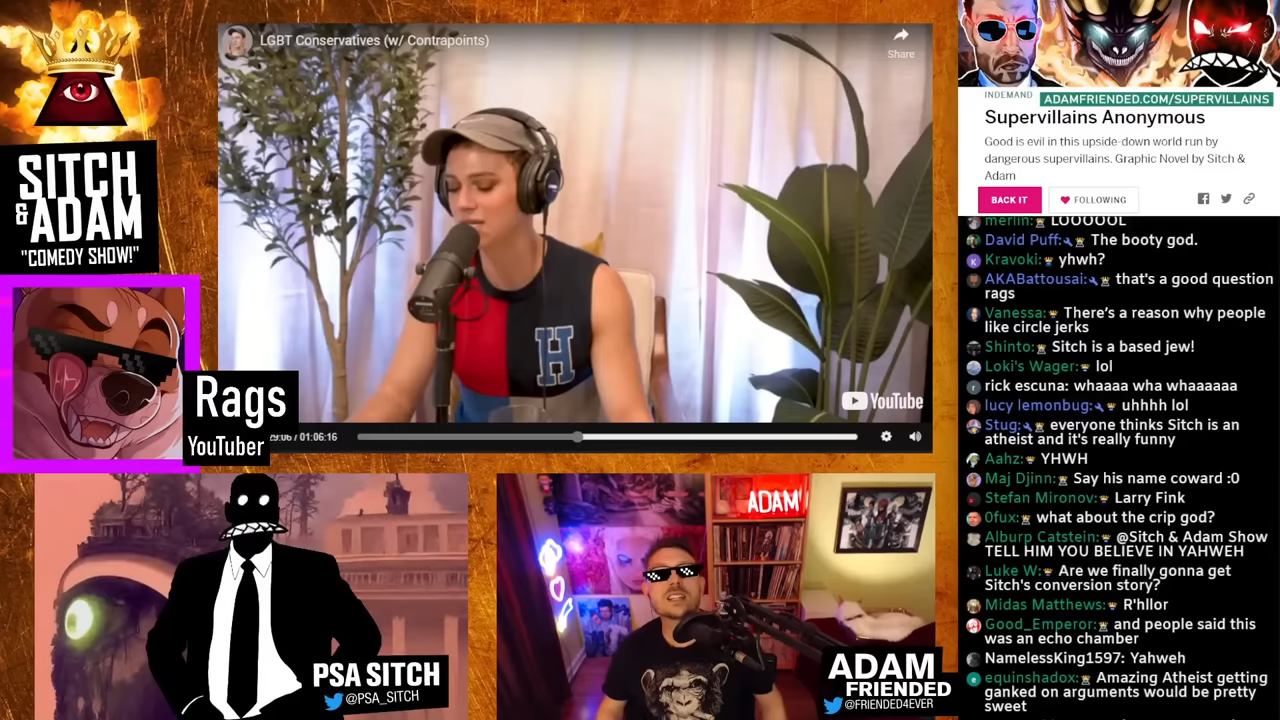 SITCH
& ADAM
"COMEDY SHOW!"
Rags
YouTuber
LGBT Conservatives (w/ Contrapoints)
Share
H
YouTube
29:06 / 01:06:16
PSA SITCH
@PSA_SITCH
ADAM
ADAM
FRIENDED
@FRIENDED4EVER
INDEMAND
ADAMFRIENDED.COM/SUPERVILLAINS
Supervillains Anonymous
Good is evil in this upside-down world run by
dangerous supervillains. Graphic Novel by Sitch &
Adam
BACK IT
FOLLOWING
merlin: LOOOOOL
David Puff: The booty god.
Kravoki: yhwh?
AKABattousai: that's a good question
rags
Vanessa: There's a reason why people
like circle jerks
Shinto: Sitch is a based jew!
Loki's Wager: lol
rick escuna: whaaaa wha whaaaaaa
lucy lemonbug: uhhhh lol
Stug: everyone thinks Sitch is an
atheist and it's really funny
Aahz: YHWH
Maj Djinn: Say his name coward :0
Stefan Mironov: Larry Fink
0fux: what about the crip god?
Alburp Catstein: @Sitch & Adam Show
TELL HIM YOU BELIEVE IN YAHWEH
Luke W: Are we finally gonna get
Sitch's conversion story?
Midas Matthews: R'hllor
Good_Emperor: and people said this
was an echo chamber
NamelessKing1597: Yahweh
equinshadox: Amazing Atheist getting
ganked on arguments would be pretty
sweet